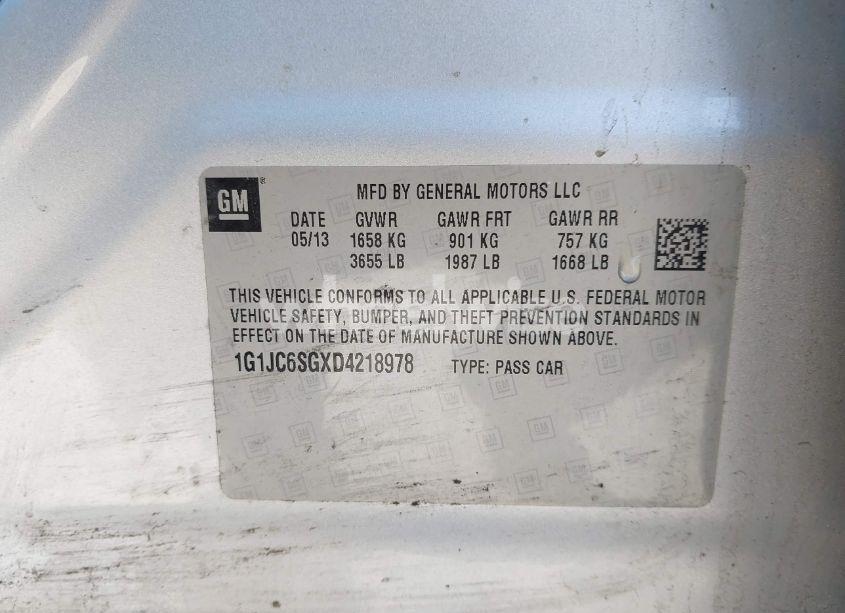 GM
MFD BY GENERAL MOTORS LLC
DATE GVWR GAWR FRT GAWR RR
05/13 1658 KG 901 KG 757 KG
3655 LB 1987 LB 1668 LB
THIS VEHICLE CONFORMS TO ALL APPLICABLE U.S. FEDERAL MOTOR
VEHICLE SAFETY, BUMPER, AND THEFT PREVENTION STANDARDS IN
EFFECT ON THE DATE OF MANUFACTURE SHOWN ABOVE.
1G1JC6SGXD4218978 TYPE: PASS CAR